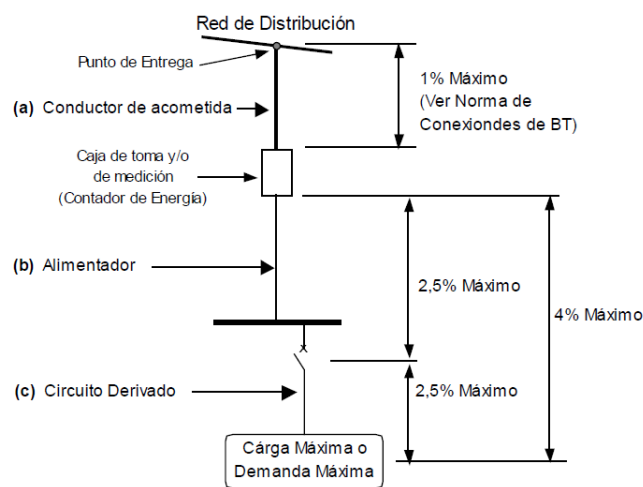 Red de Distribución
Punto de Entrega
(a) Conductor de acometida
1% Máximo
(Ver Norma de
Conexiondes de BT)
Caja de toma y/o
de medición
(Contador de Energía)
(b) Alimentador
2,5% Máximo
4% Máximo
(c) Circuito Derivado
2,5% Máximo
Cárga Máxima o
Demanda Máxima